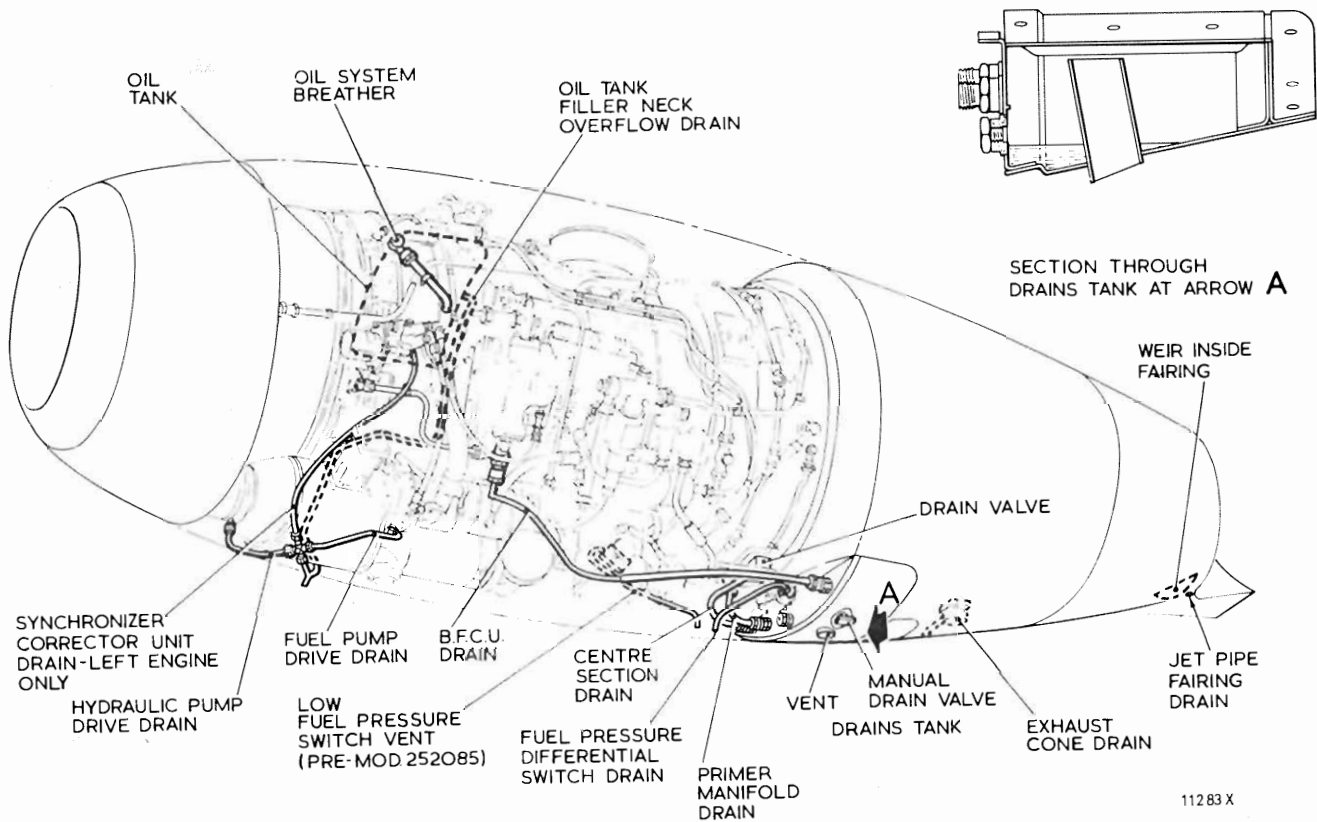 OIL
TANK
OIL SYSTEM
BREATHER
OIL TANK
FILLER NECK
OVERFLOW DRAIN
SECTION THROUGH
DRAINS TANK AT ARROW A
WEIR INSIDE
FAIRING
DRAIN VALVE
A
SYNCHRONIZER
CORRECTOR UNIT
DRAIN-LEFT ENGINE
ONLY
HYDRAULIC PUMP
DRIVE DRAIN
FUEL PUMP
DRIVE DRAIN
LOW
FUEL PRESSURE
SWITCH VENT
(PRE-MOD.252085)
B.F.C.U.
DRAIN
CENTRE
SECTION
DRAIN
FUEL PRESSURE
DIFFERENTIAL
SWITCH DRAIN
PRIMER
MANIFOLD
DRAIN
VENT
MANUAL
DRAIN VALVE
DRAINS TANK
EXHAUST
CONE DRAIN
JET PIPE
FAIRING
DRAIN
11283 X